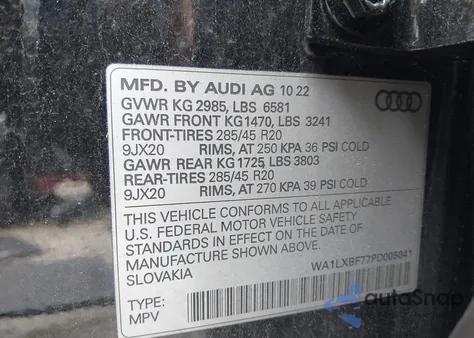 MFD. BY AUDI AG 10 22
GVWR KG 2985, LBS 6581
GAWR FRONT KG1470, LBS 3241
FRONT-TIRES 285/45 R20
9JX20 RIMS, AT 250 KPA 36 PSI COLD
GAWR REAR KG 1725, LBS 3803
REAR-TIRES 285/45 R20
9JX20 RIMS, AT 270 KPA 39 PSI COLD
THIS VEHICLE CONFORMS TO ALL APPLICABLE
U.S. FEDERAL MOTOR VEHICLE SAFETY
STANDARDS IN EFFECT ON THE DATE OF
MANUFACTURE SHOWN ABOVE.
SLOVAKIA WA1LXBF77PD005041
TYPE:
MPV
autoSnap